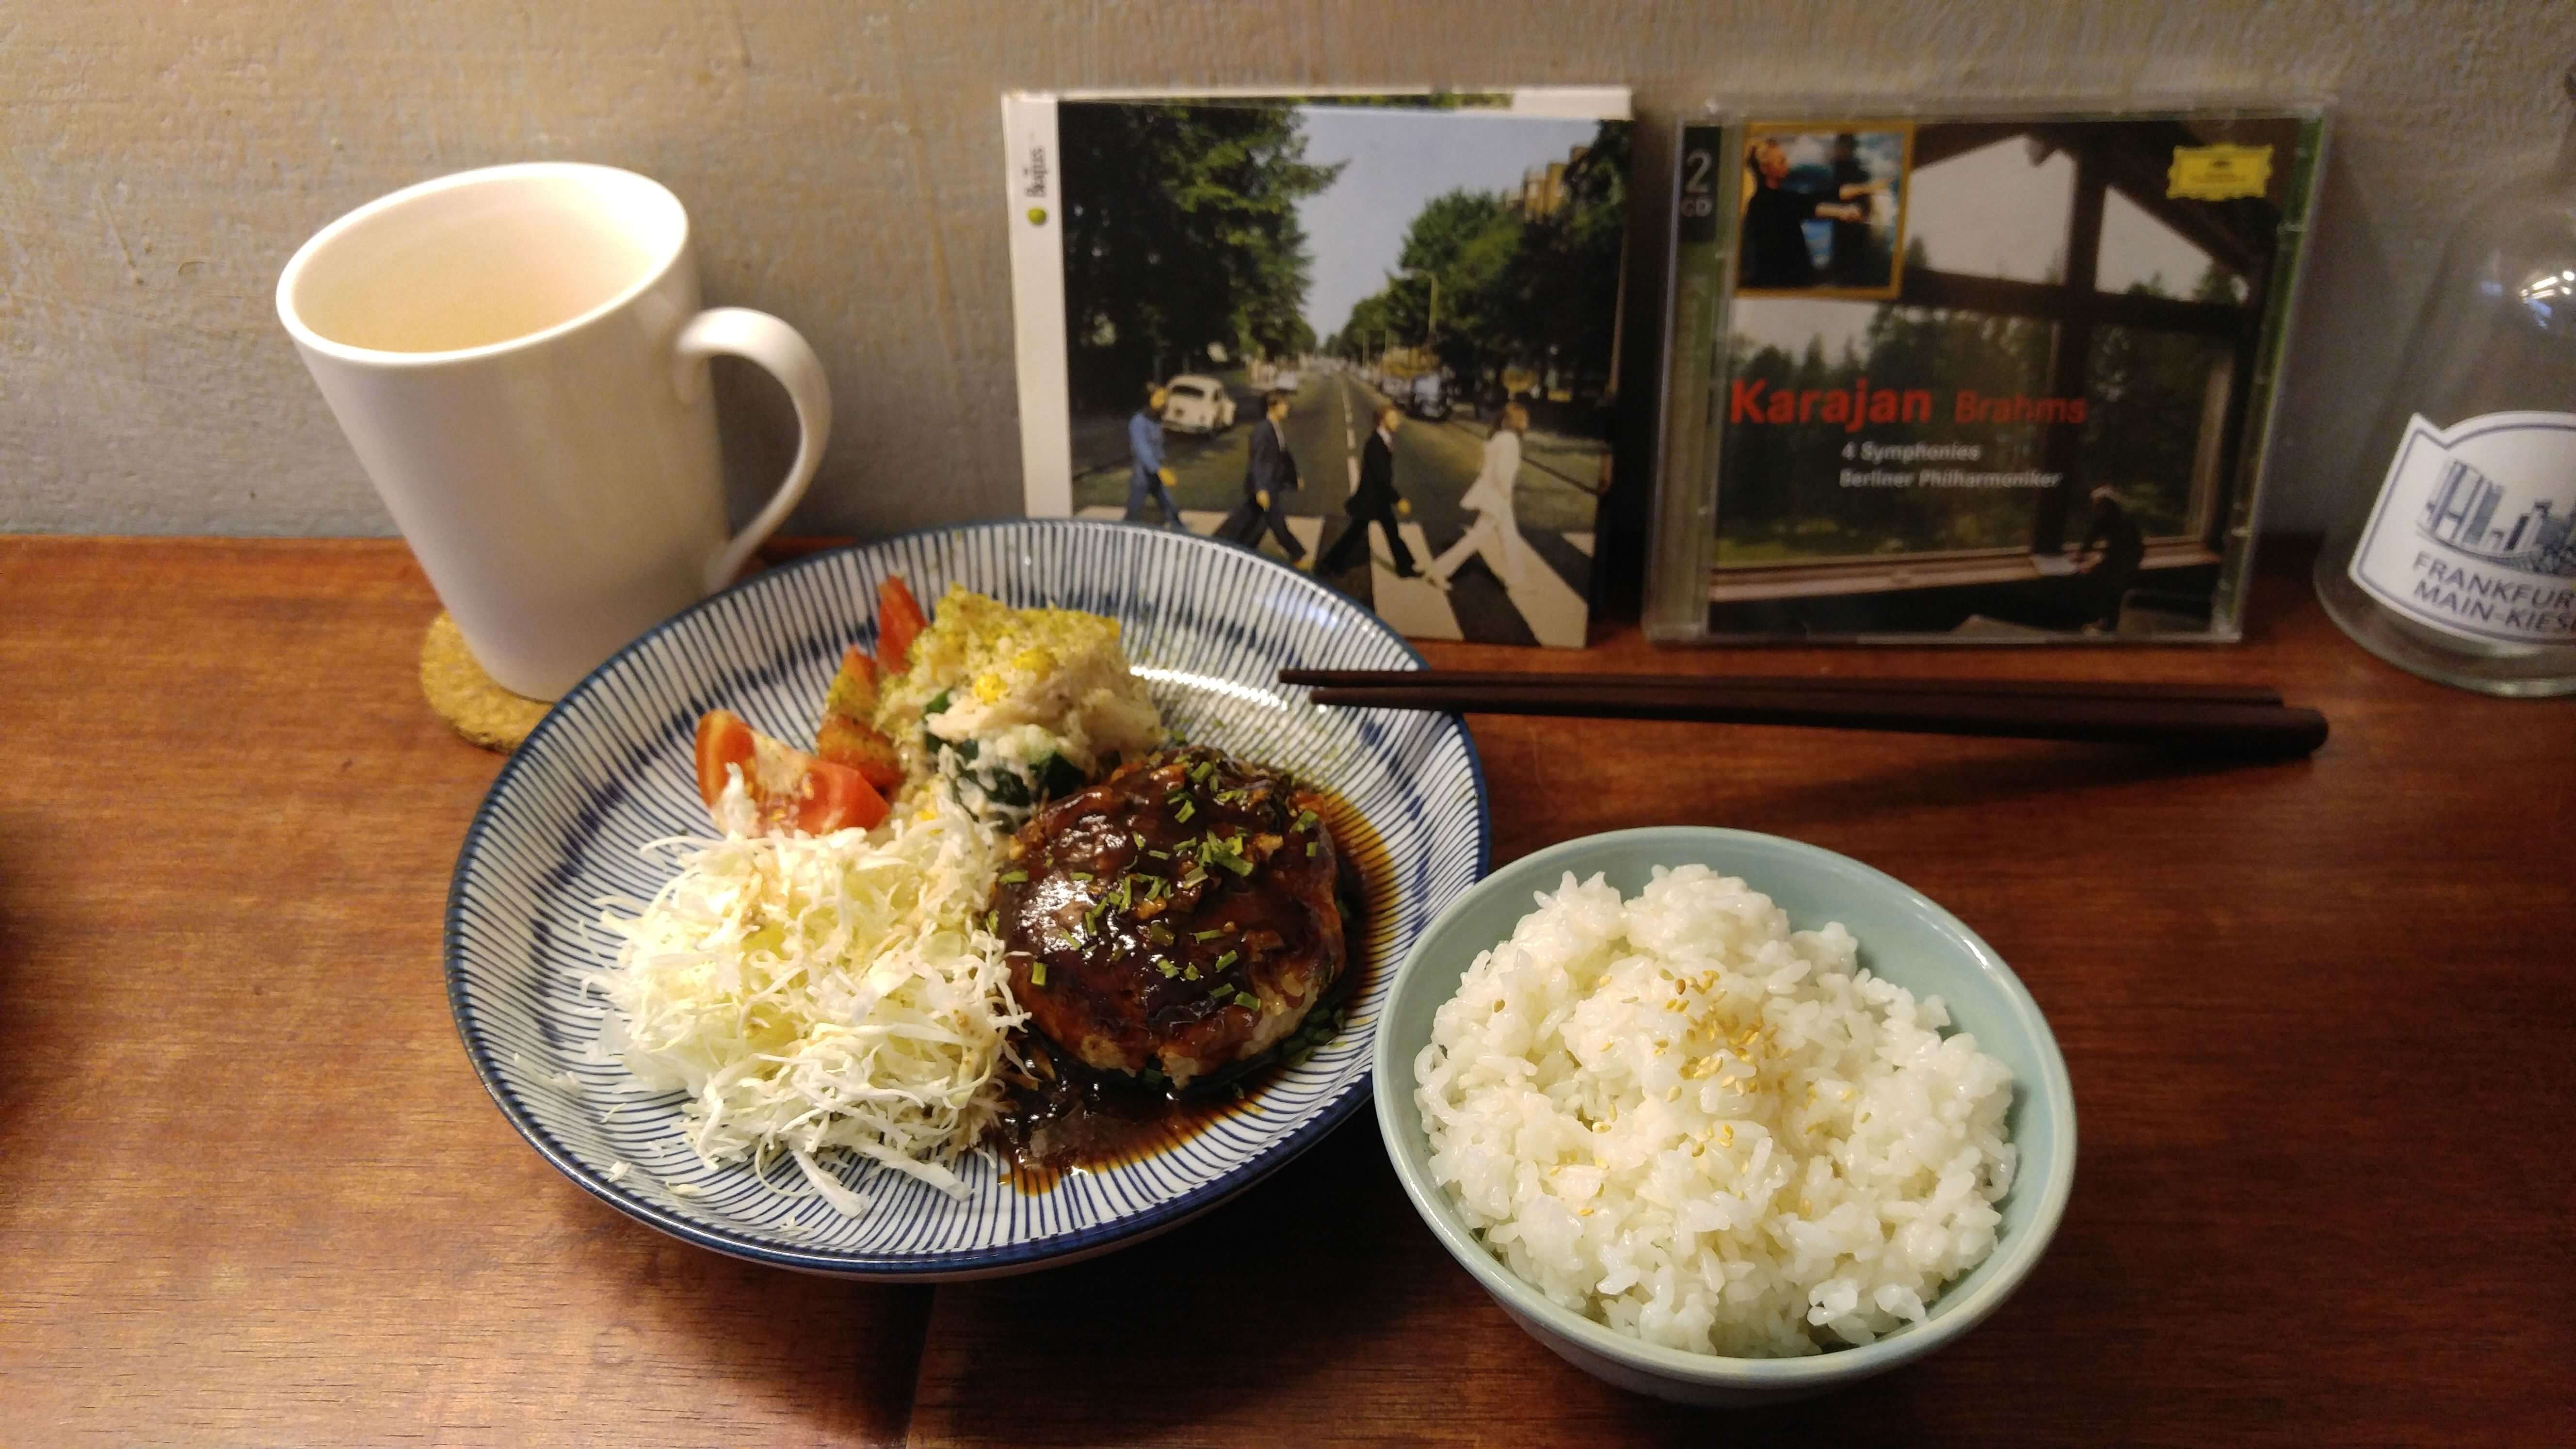 The Beatles
2
CD
Karajan Brahms
4 Symphonies
Berliner Philharmoniker
FRANKFUR
MAIN-KIES